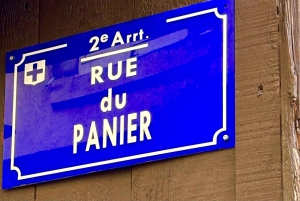 2e Arrt.
RUE
du
PANIER